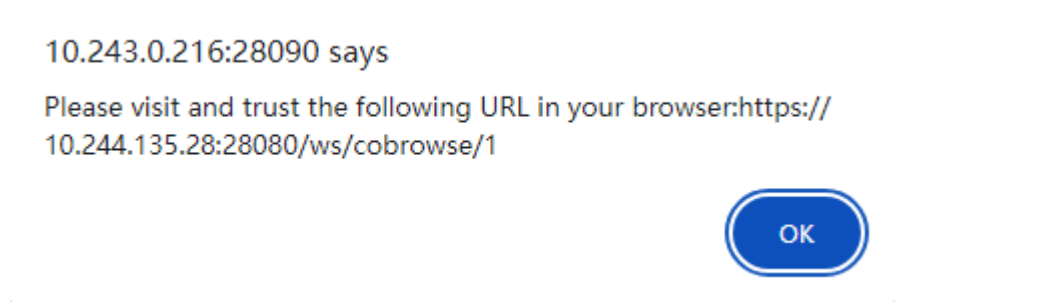 10.243.0.216:28090 says
Please visit and trust the following URL in your browser:https://
10.244.135.28:28080/ws/cobrowse/1
OK